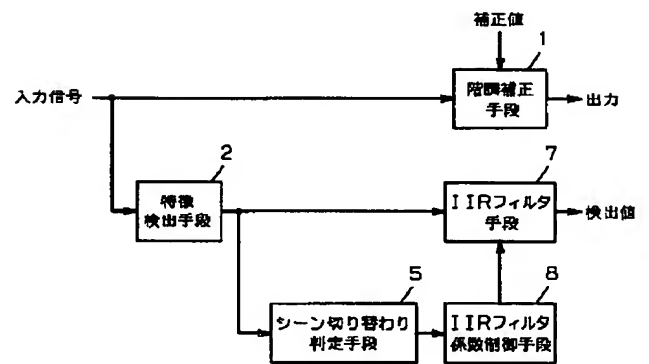 補正値
1
入力信号
階調補正
手段
出力
2
7
特徴
検出手段
IIRフィルタ
手段
検出値
5
8
シーン切り替わり
判定手段
IIRフィルタ
係数制御手段